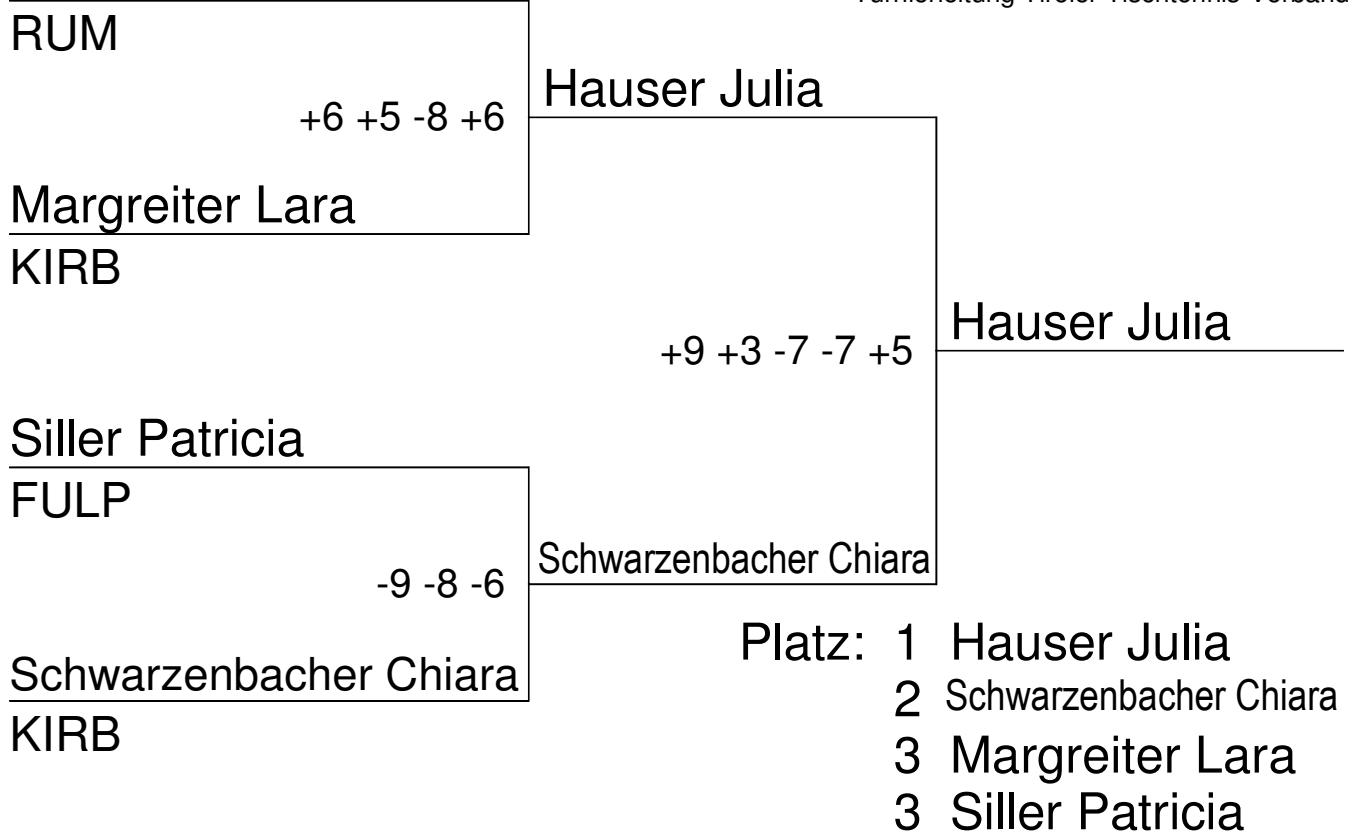 RUM
Hauser Julia
+6 +5 -8 +6
Margreiter Lara
KIRB
Hauser Julia
+9 +3 -7 -7 +5
Siller Patricia
FULP
Schwarzenbacher Chiara
-9 -8 -6
Schwarzenbacher Chiara
KIRB
Platz: 1 Hauser Julia
2 Schwarzenbacher Chiara
3 Margreiter Lara
3 Siller Patricia